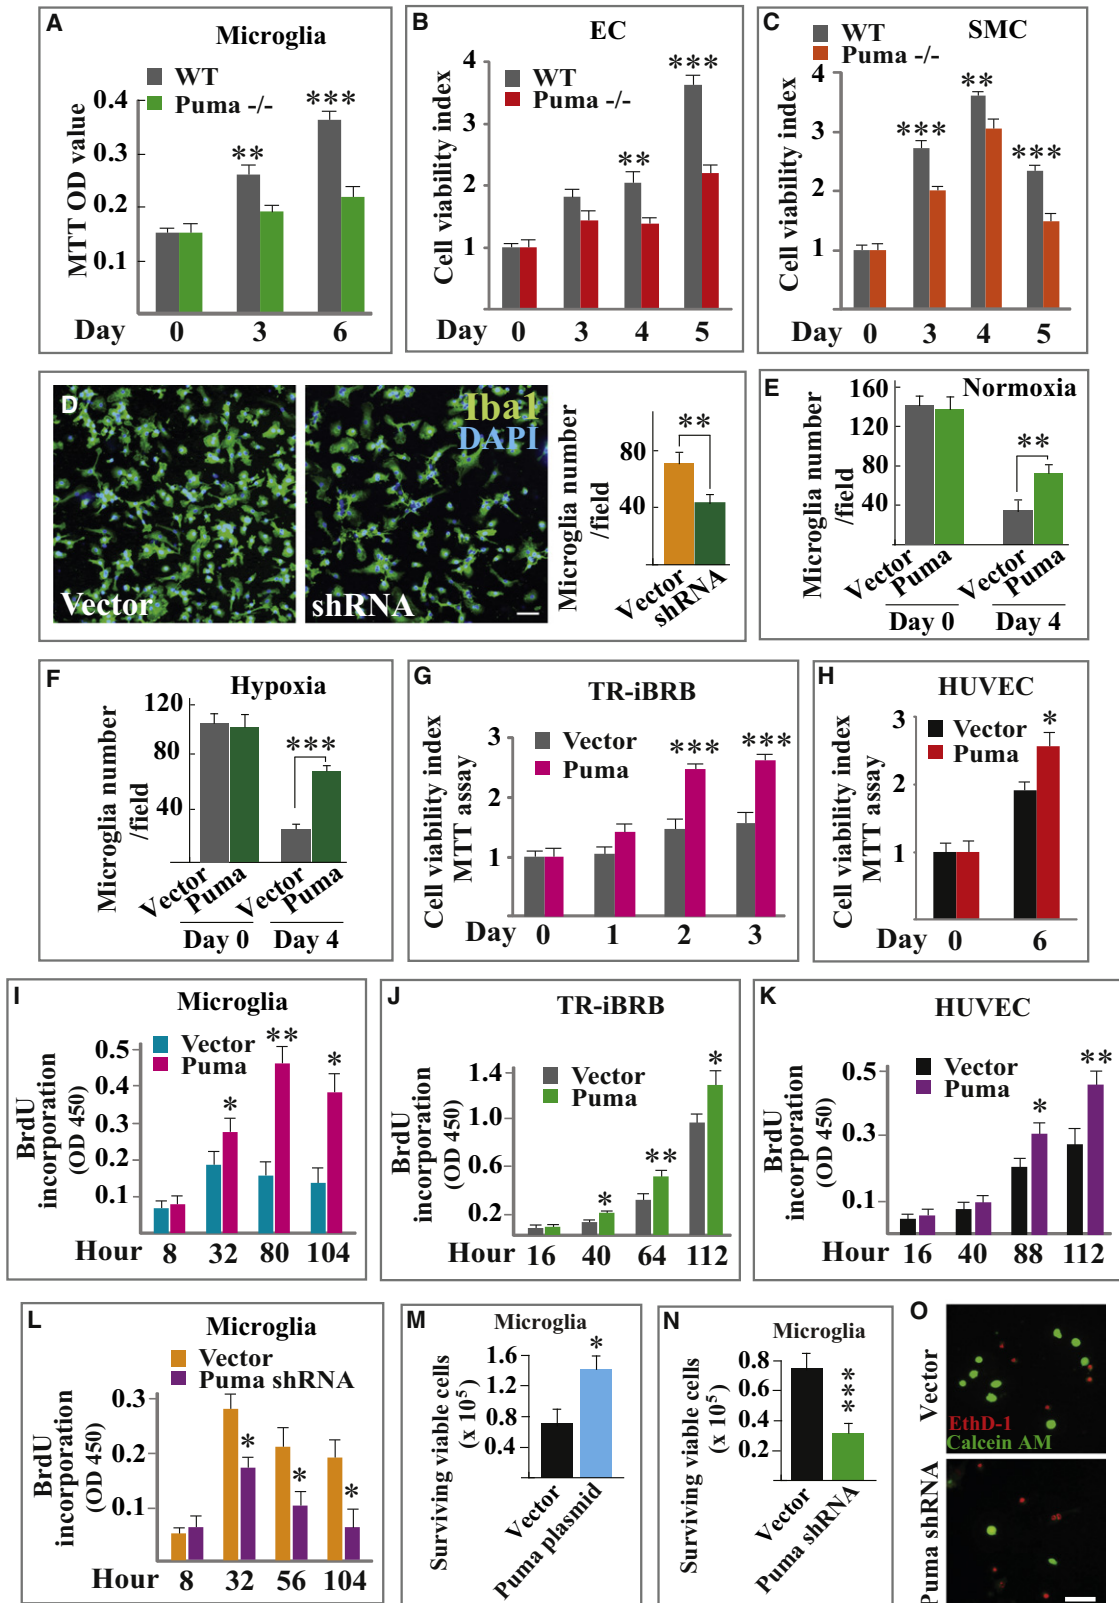 A
Microglia
WT
Puma -/-
MTT OD value
0.4
0.3
0.2
0.1
**
***
Day 0 3 6
B
EC
WT
Puma -/-
Cell viability index
4
3
2
1
**
***
Day 0 3 4 5
C
SMC
WT
Puma -/-
Cell viability index
4
3
2
1
***
**
***
Day 0 3 4 5
D
Vector
Iba1
DAPI
shRNA
Microglia number
/field
80
40
**
Vector
shRNA
E
Normoxia
Microglia number
/field
160
120
80
40
**
Vector
Puma
Vector
Puma
Day 0
Day 4
F
Hypoxia
Microglia number
/field
120
80
40
***
Vector
Puma
Vector
Puma
Day 0
Day 4
G
TR-iBRB
Vector
Puma
Cell viability index
MTT assay
3
2
1
***
***
Day 0 1 2 3
H
HUVEC
Vector
Puma
Cell viability index
MTT assay
3
2
1
*
Day 0 6
I
Microglia
Vector
Puma
BrdU
incorporation
(OD 450)
0.5
0.4
0.3
0.2
0.1
*
**
*
Hour 8 32 80 104
J
TR-iBRB
Vector
Puma
BrdU
incorporation
(OD 450)
1.4
1.0
0.6
0.2
*
**
*
Hour 16 40 64 112
K
HUVEC
Vector
Puma
BrdU
incorporation
(OD 450)
0.5
0.3
0.1
*
**
Hour 16 40 88 112
L
Microglia
Vector
Puma shRNA
BrdU
incorporation
(OD 450)
0.3
0.2
0.1
*
*
*
Hour 8 32 56 104
M
Microglia
Surviving viable cells
(x 10⁵)
1.6
1.2
0.8
0.4
*
Vector
Puma plasmid
N
Microglia
Surviving viable cells
(x 10⁵)
0.8
0.6
0.4
0.2
***
Vector
Puma shRNA
O
Vector
EthD-1
Calcein AM
Puma shRNA